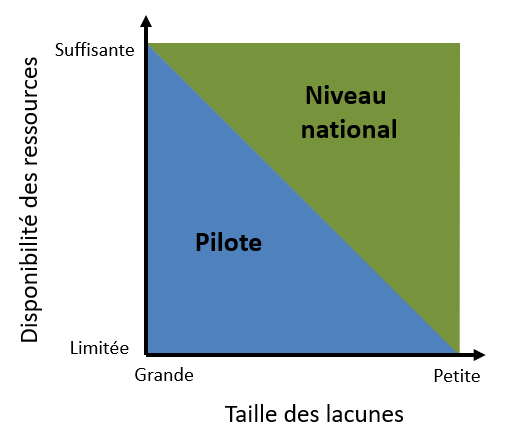 Suffisante
Disponibilité des ressources
Niveau
national
Pilote
Limitée
Grande
Petite
Taille des lacunes